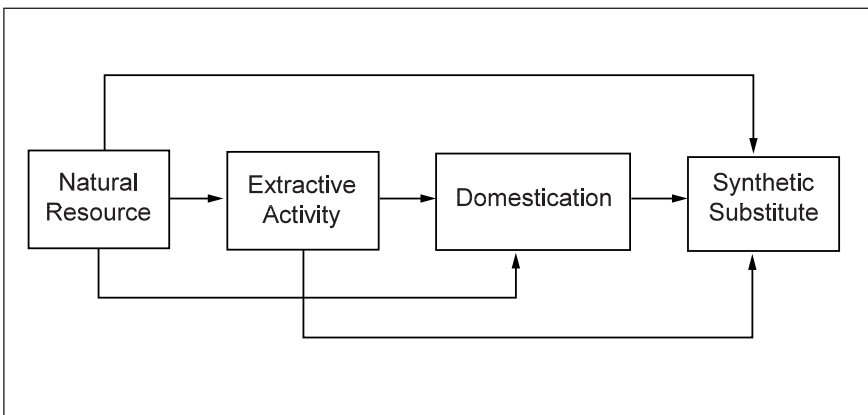 Natural
Resource
Extractive
Activity
Domestication
Synthetic
Substitute